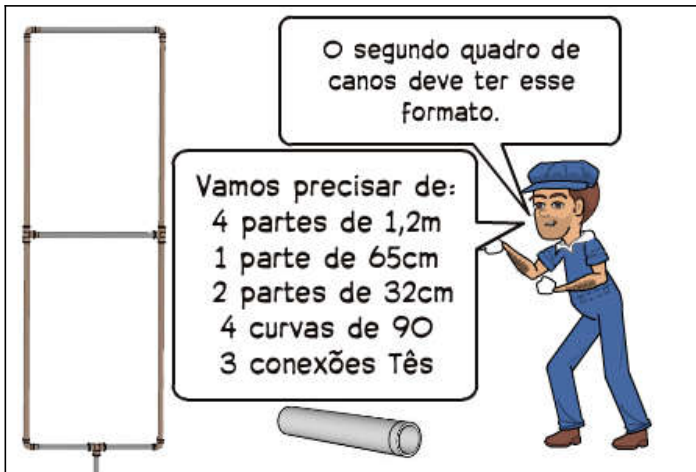 O segundo quadro de
canos deve ter esse
formato.
Vamos precisar de:
4 partes de 1,2m
1 parte de 65cm
2 partes de 32cm
4 curvas de 90
3 conexões Tês